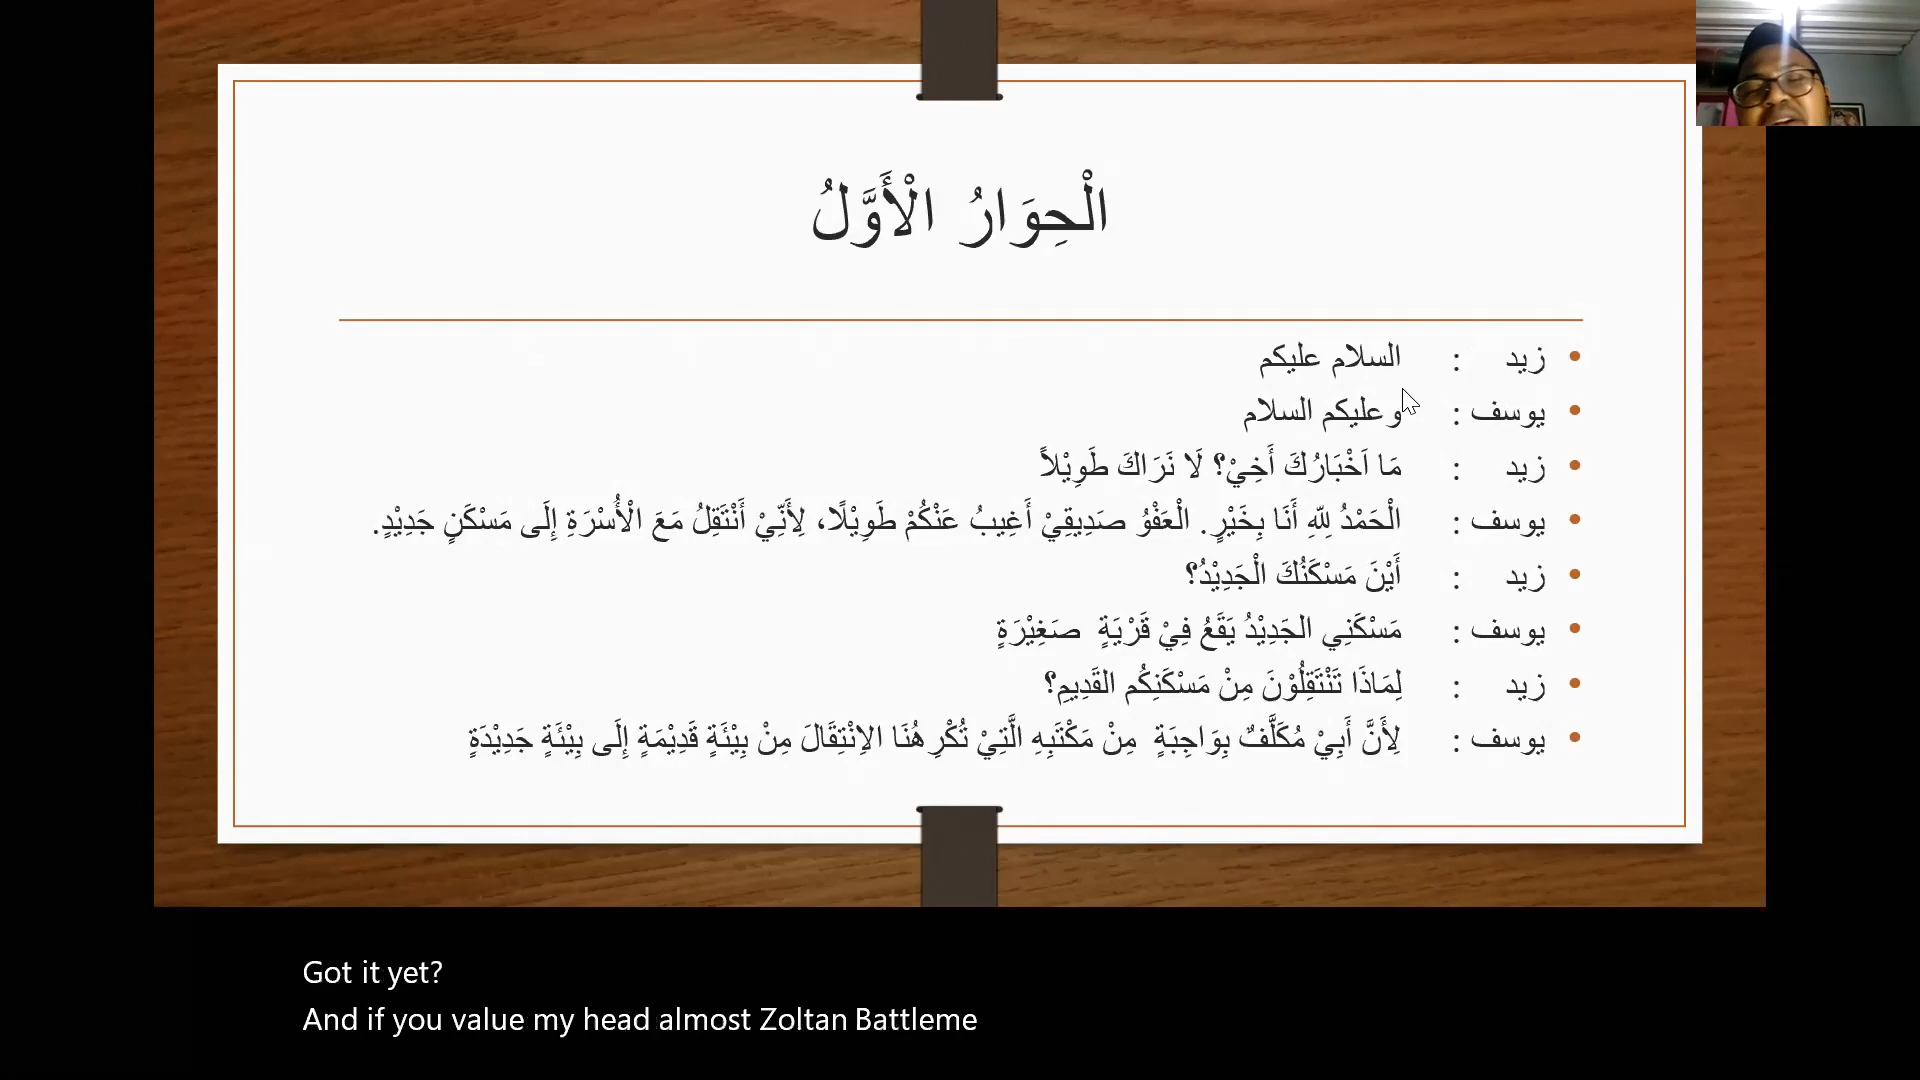 الْحِوَارُ الْأَوَّلُ
• زيد : السلام عليكم
• يوسف : وعليكم السلام
• زيد : مَا اَخْبَارُكَ أَخِيْ؟ لَا نَرَاكَ طَوِيْلاً
• يوسف : الْحَمْدُ لِلّٰهِ أَنَا بِخَيْرٍ. الْعَفْوُ صَدِيقِيْ أَغِيبُ عَنْكُمْ طَوِيْلًا، لِأَنِّيْ أَنْتَقِلُ مَعَ الْأُسْرَةِ إِلَى مَسْكَنٍ جَدِيْدٍ.
• زيد : أَيْنَ مَسْكَنُكَ الْجَدِيْدُ؟
• يوسف : مَسْكَنِي الجَدِيْدُ يَقَعُ فِيْ قَرْيَةٍ صَغِيْرَةٍ
• زيد : لِمَاذَا تَنْتَقِلُوْنَ مِنْ مَسْكَنِكُم القَدِيمِ؟
• يوسف : لِأَنَّ أَبِيْ مُكَلَّفٌ بِوَاجِبَةٍ مِنْ مَكْتَبِهِ الَّتِيْ تُكْرِهُنَا الاِنْتِقَالَ مِنْ بِيْئَةٍ قَدِيْمَةٍ إِلَى بِيْئَةٍ جَدِيْدَةٍ
Got it yet?
And if you value my head almost Zoltan Battleme